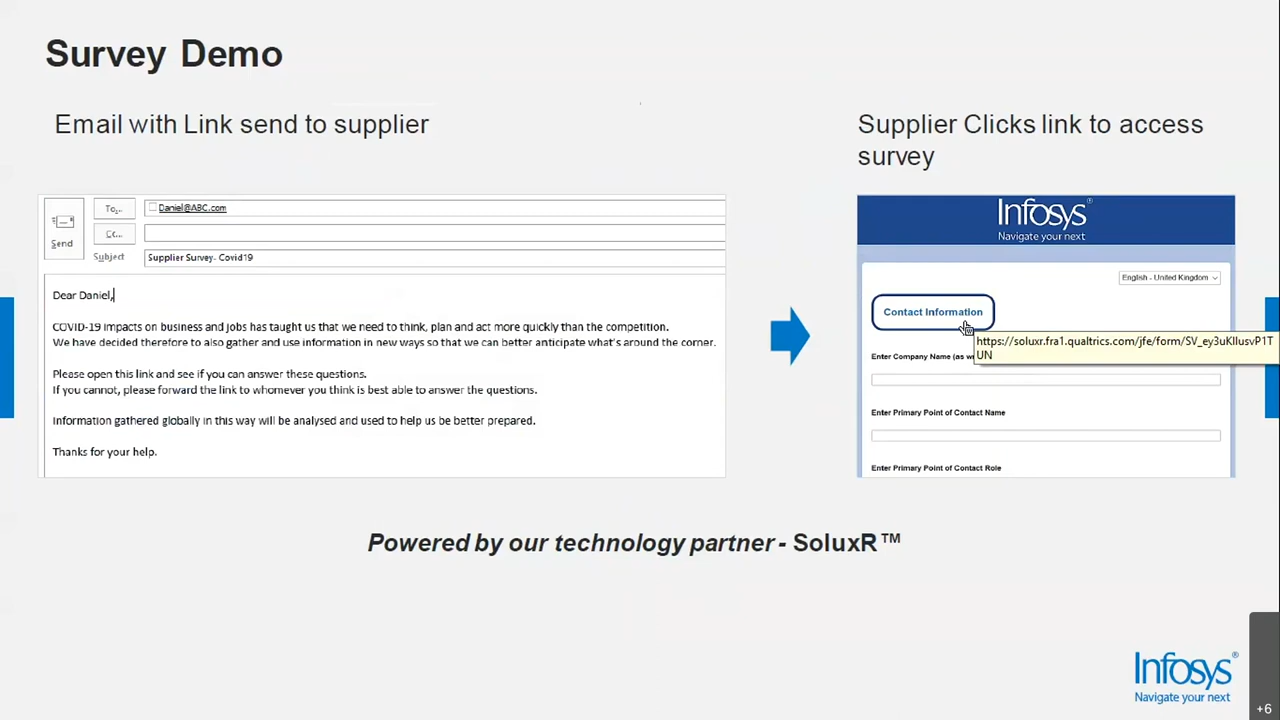 Survey Demo
Email with Link send to supplier
Supplier Clicks link to access
survey
Send
To...
Daniel@ABC.com
Cc...
Subject
Supplier Survey- Covid19
Dear Daniel,
COVID-19 impacts on business and jobs has taught us that we need to think, plan and act more quickly than the competition.
We have decided therefore to also gather and use information in new ways so that we can better anticipate what's around the corner.
Please open this link and see if you can answer these questions.
If you cannot, please forward the link to whomever you think is best able to answer the questions.
Information gathered globally in this way will be analysed and used to help us be better prepared.
Thanks for your help.
Infosys®
Navigate your next
English - United Kingdom
Contact Information
https://soluxr.fra1.qualtrics.com/jfe/form/
UN
Enter Company Name (as
Enter Primary Point of Contact Name
Enter Primary Point of Contact Role
Powered by our technology partner - SoluxR™
Infosys®
Navigate your next
+6